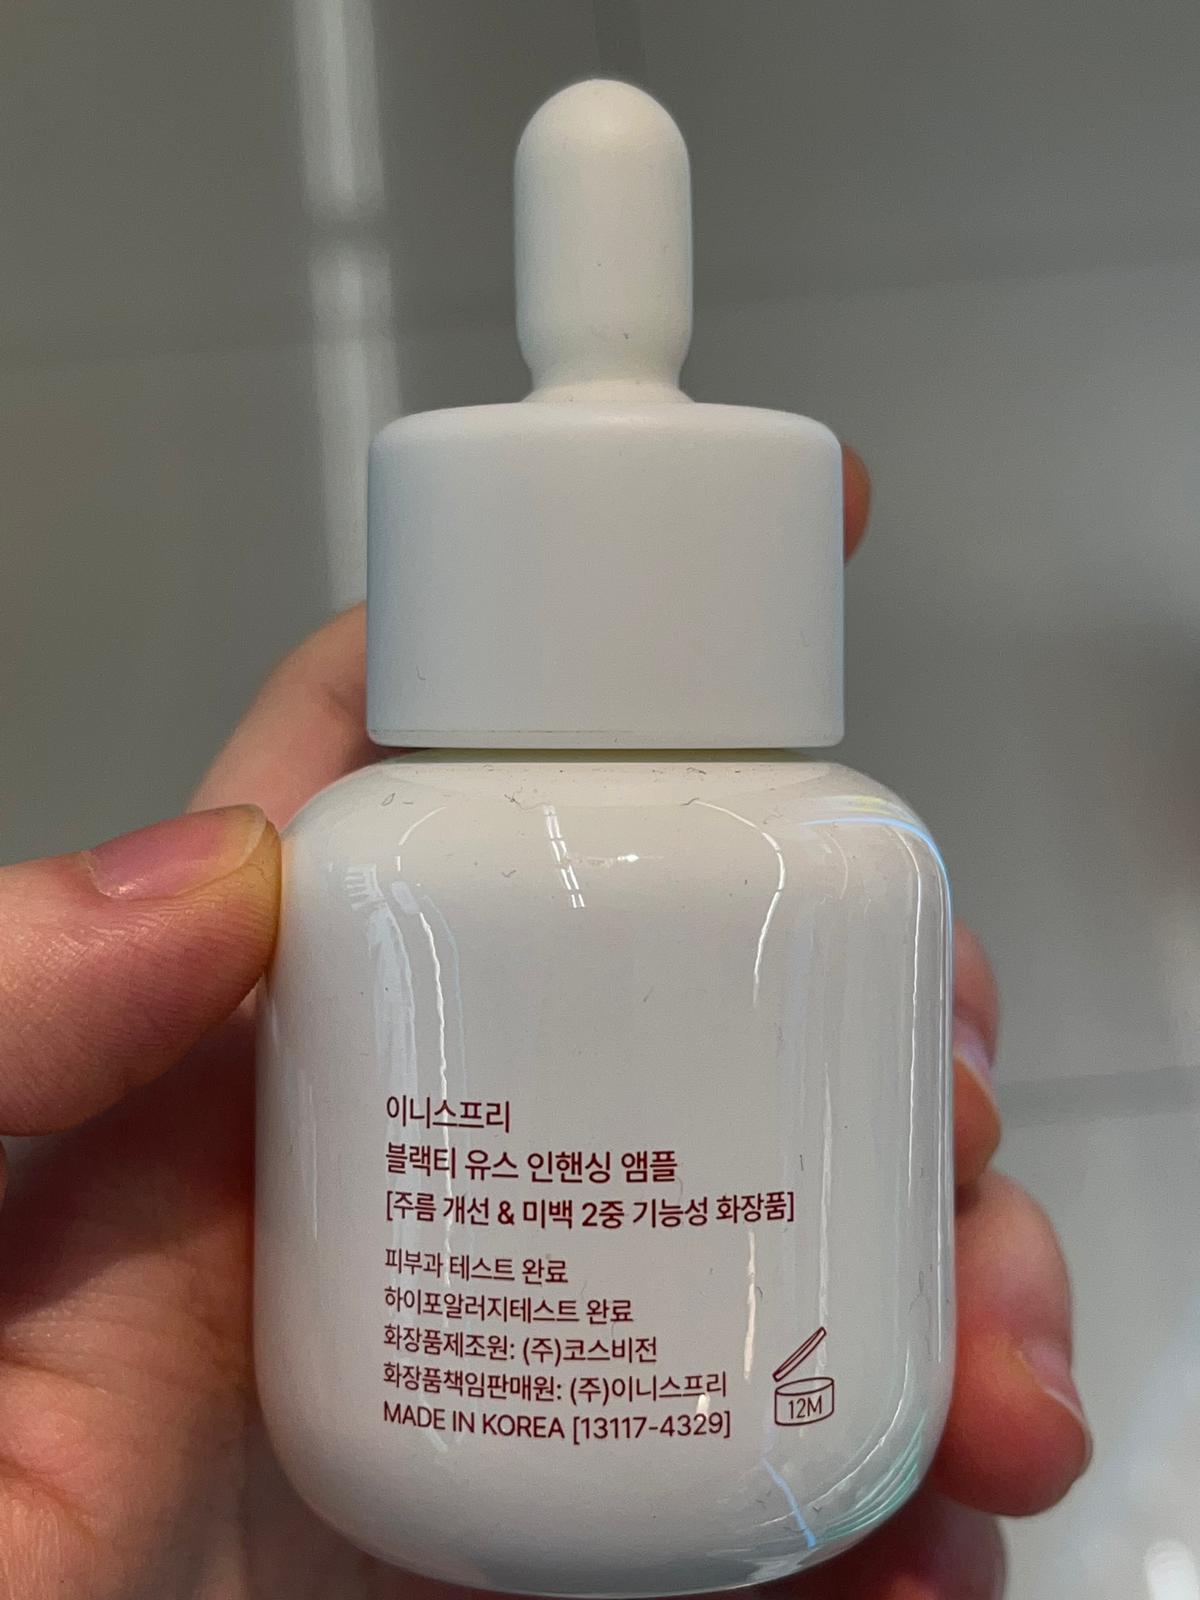 이니스프리
블랙티 유스 인핸싱 앰플
[주름 개선 & 미백 2중 기능성 화장품]
피부과 테스트 완료
하이포알러지테스트 완료
화장품제조원: (주)코스비전
화장품책임판매원: (주)이니스프리
MADE IN KOREA [13117-4329]
12M